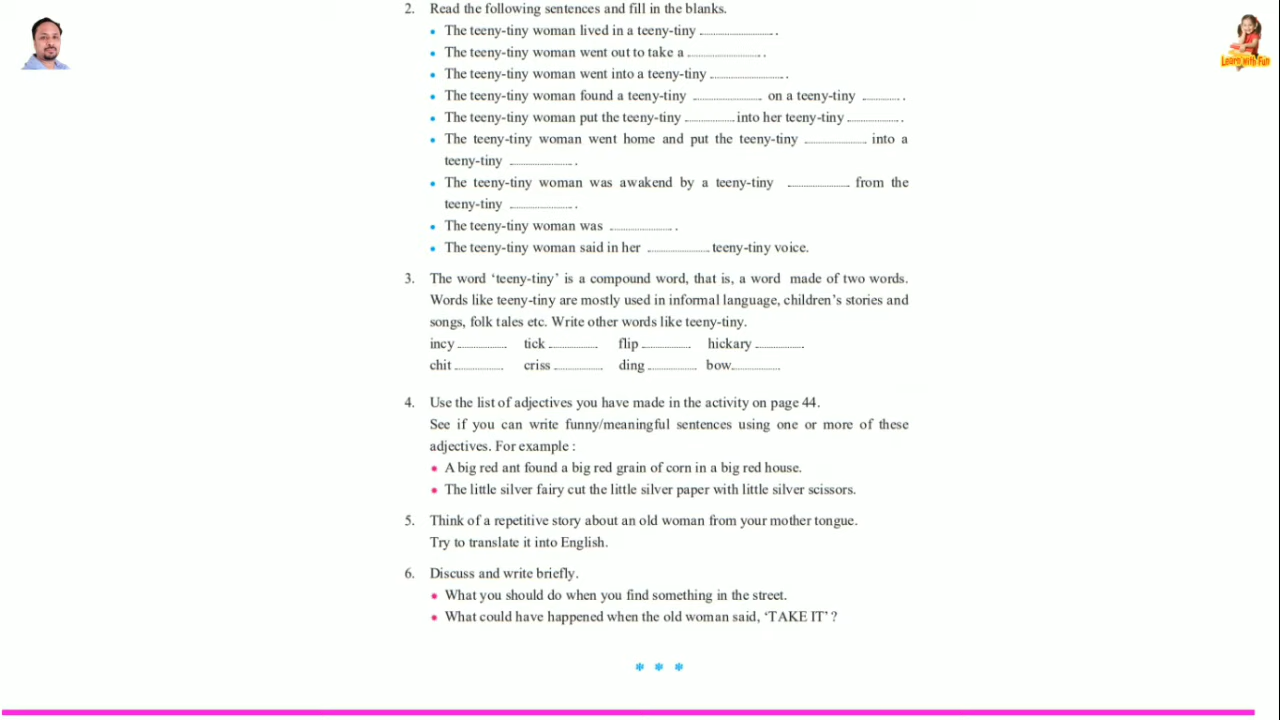 2. Read the following sentences and fill in the blanks.
• The teeny-tiny woman lived in a teeny-tiny .................... .
• The teeny-tiny woman went out to take a .................... .
• The teeny-tiny woman went into a teeny-tiny .................... .
• The teeny-tiny woman found a teeny-tiny .................... on a teeny-tiny ........... .
• The teeny-tiny woman put the teeny-tiny .............. into her teeny-tiny .............. .
• The teeny-tiny woman went home and put the teeny-tiny .................. into a
teeny-tiny .................. .
• The teeny-tiny woman was awakend by a teeny-tiny .................. from the
teeny-tiny .................. .
• The teeny-tiny woman was .................. .
• The teeny-tiny woman said in her .................. teeny-tiny voice.
3. The word ‘teeny-tiny’ is a compound word, that is, a word made of two words.
Words like teeny-tiny are mostly used in informal language, children’s stories and
songs, folk tales etc. Write other words like teeny-tiny.
incy .............. tick .............. flip .............. hickary ..............
chit .............. criss .............. ding .............. bow..............
4. Use the list of adjectives you have made in the activity on page 44.
See if you can write funny/meaningful sentences using one or more of these
adjectives. For example :
• A big red ant found a big red grain of corn in a big red house.
• The little silver fairy cut the little silver paper with little silver scissors.
5. Think of a repetitive story about an old woman from your mother tongue.
Try to translate it into English.
6. Discuss and write briefly.
• What you should do when you find something in the street.
• What could have happened when the old woman said, ‘TAKE IT’ ?
* * *
Learn with Fun